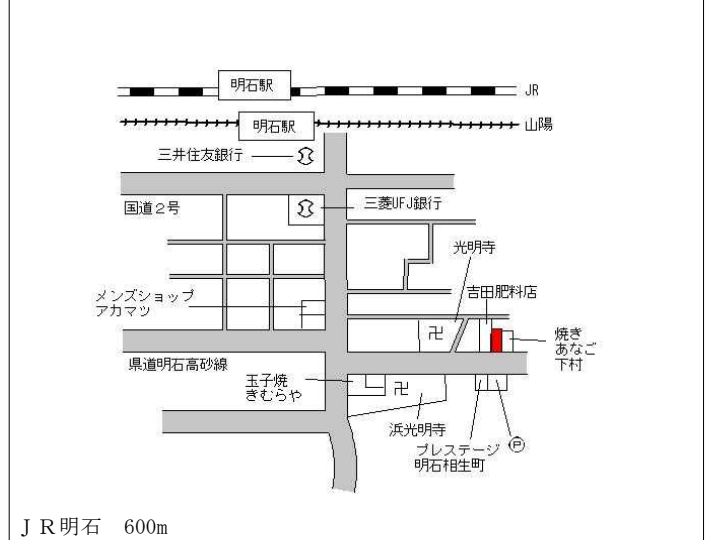 明石駅
JR
明石駅
山陽
三井住友銀行
国道２号
三菱UFJ銀行
光明寺
吉田肥料店
メンズショップ
アカマツ
卍
焼き
あなご
下村
県道明石高砂線
玉子焼
きむらや
卍
浜光明寺
プレステージ
明石相生町
Ⓟ
ＪＲ明石　600m